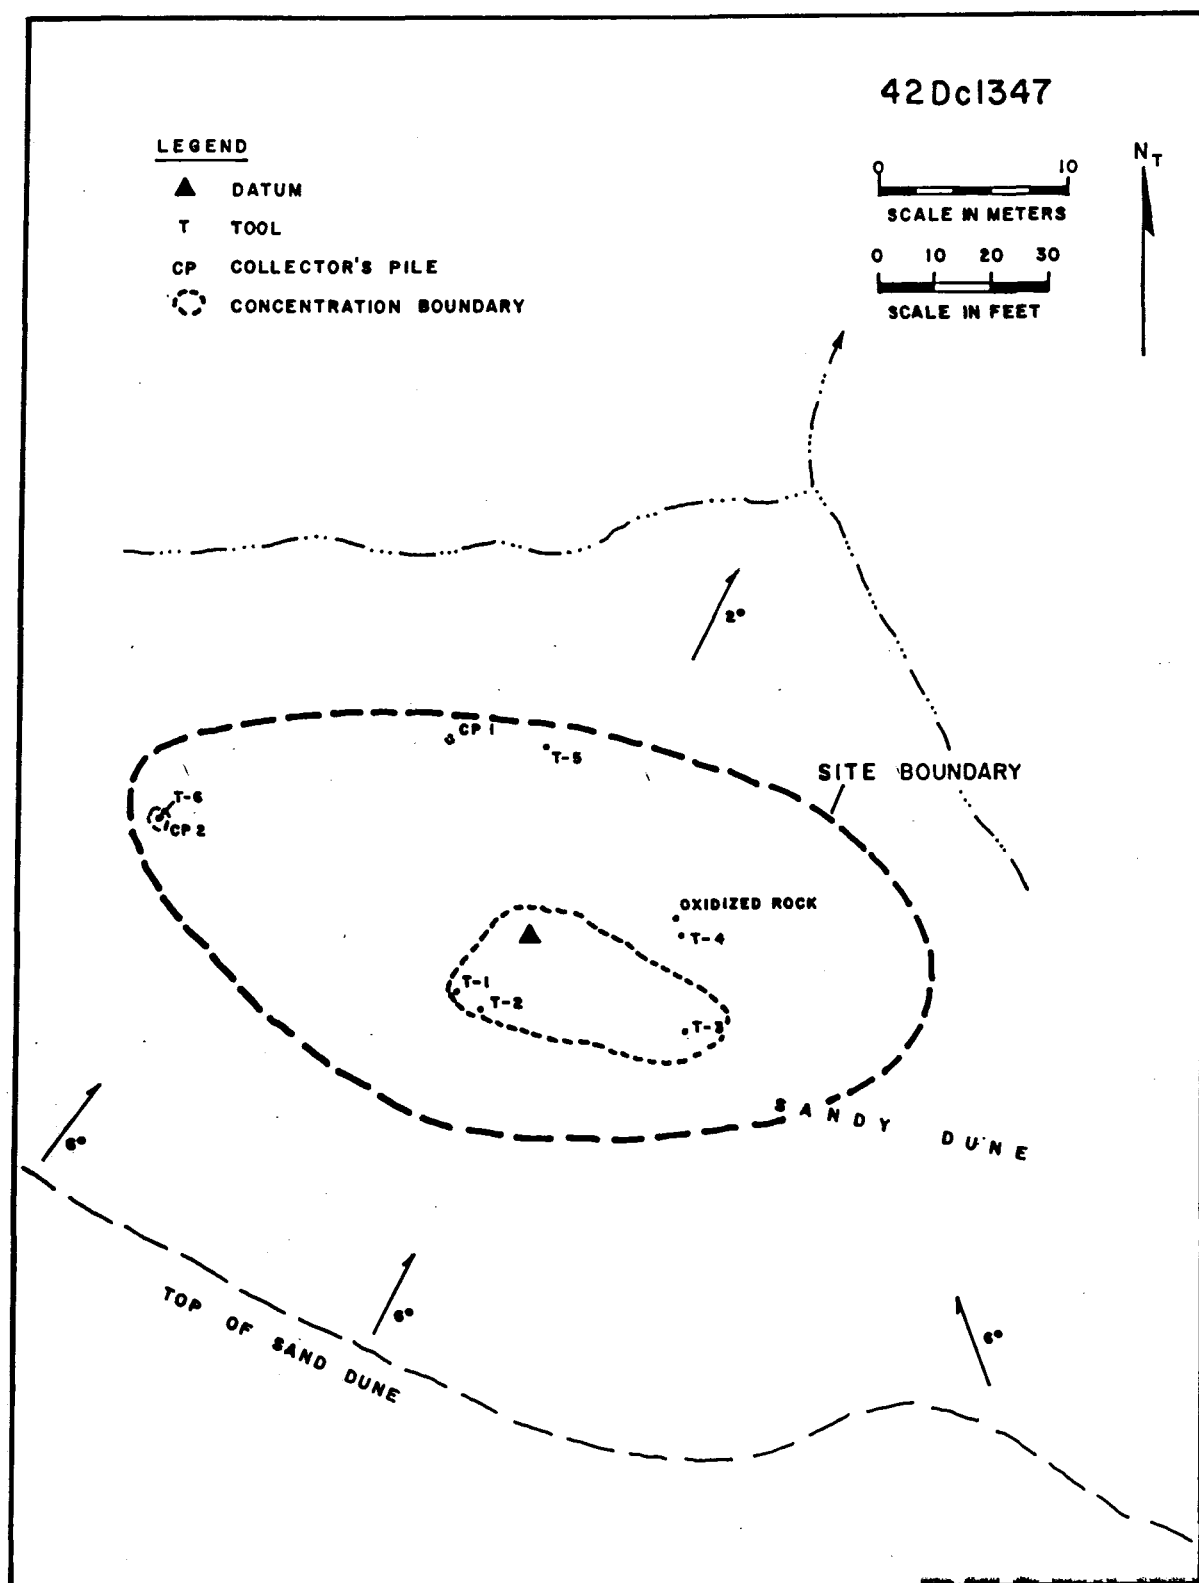 42Dc1347
LEGEND
DATUM
T TOOL
CP COLLECTOR'S PILE
CONCENTRATION BOUNDARY
0 10
SCALE IN METERS
0 10 20 30
SCALE IN FEET
NT
2°
CP 1
T-5
SITE BOUNDARY
T-6
CP 2
OXIDIZED ROCK
T-4
T-1
T-2
T-3
SANDY DUNE
6°
6°
6°
TOP OF SAND DUNE